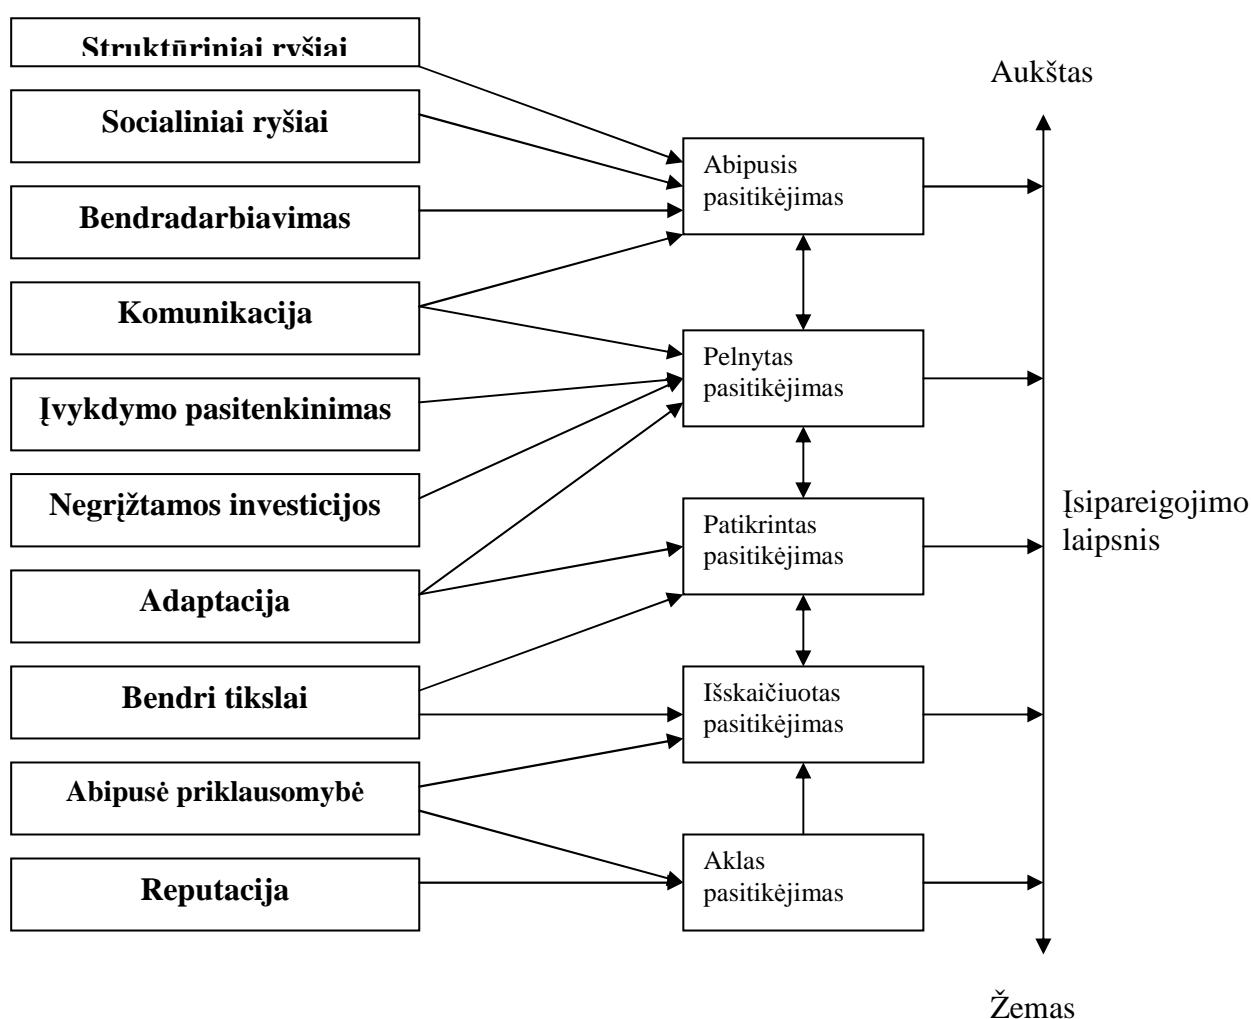 Struktūriniai ryšiai
Socialiniai ryšiai
Bendradarbiavimas
Komunikacija
Įvykdymo pasitenkinimas
Negrįžtamos investicijos
Adaptacija
Bendri tikslai
Abipusė priklausomybė
Reputacija
Abipusis
pasitikėjimas
Pelnytas
pasitikėjimas
Patikrintas
pasitikėjimas
Išskaičiuotas
pasitikėjimas
Aklas
pasitikėjimas
Aukštas
Įsipareigojimo
laipsnis
Žemas